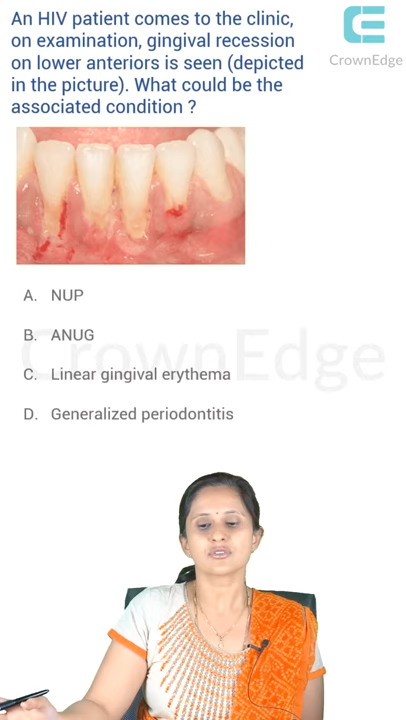 An HIV patient comes to the clinic,
on examination, gingival recession
on lower anteriors is seen (depicted
in the picture). What could be the
associated condition ?
CE
CrownEdge
A. NUP
B. ANUG
C. Linear gingival erythema
D. Generalized periodontitis
CrownEdge